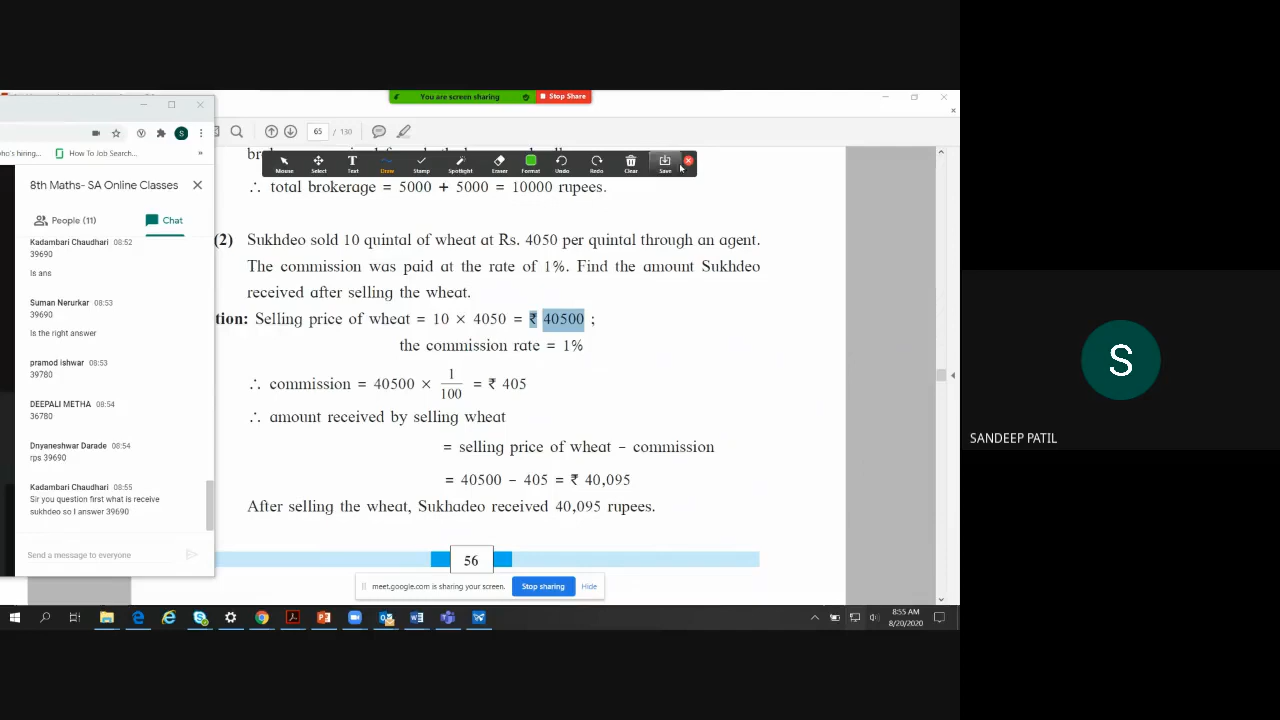 You are screen sharing
Stop Share
who's hiring...
How To Job Search...
»
65 / 130
Mouse
Select
Text
Draw
Stamp
Spotlight
Eraser
Format
Undo
Redo
Clear
Save
∴ total brokerage = 5000 + 5000 = 10000 rupees.
8th Maths- SA Online Classes
People (11)
Chat
Kadambari Chaudhari 08:52
39690
Is ans
Suman Nerurkar 08:53
39690
Is the right answer
pramod ishwar 08:53
39780
DEEPALI METHA 08:54
36780
Dnyaneshwar Darade 08:54
rps 39690
Kadambari Chaudhari 08:55
Sir you question first what is receive
sukhdeo so I answer 39690
Send a message to everyone
(2) Sukhdeo sold 10 quintal of wheat at Rs. 4050 per quintal through an agent.
The commission was paid at the rate of 1%. Find the amount Sukhdeo
received after selling the wheat.
tion: Selling price of wheat = 10 × 4050 = ₹ 40500 ;
the commission rate = 1%
∴ commission = 40500 × 1/100 = ₹ 405
∴ amount received by selling wheat
= selling price of wheat – commission
= 40500 – 405 = ₹ 40,095
After selling the wheat, Sukhadeo received 40,095 rupees.
56
meet.google.com is sharing your screen.
Stop sharing
Hide
8:55 AM
8/20/2020
S
SANDEEP PATIL